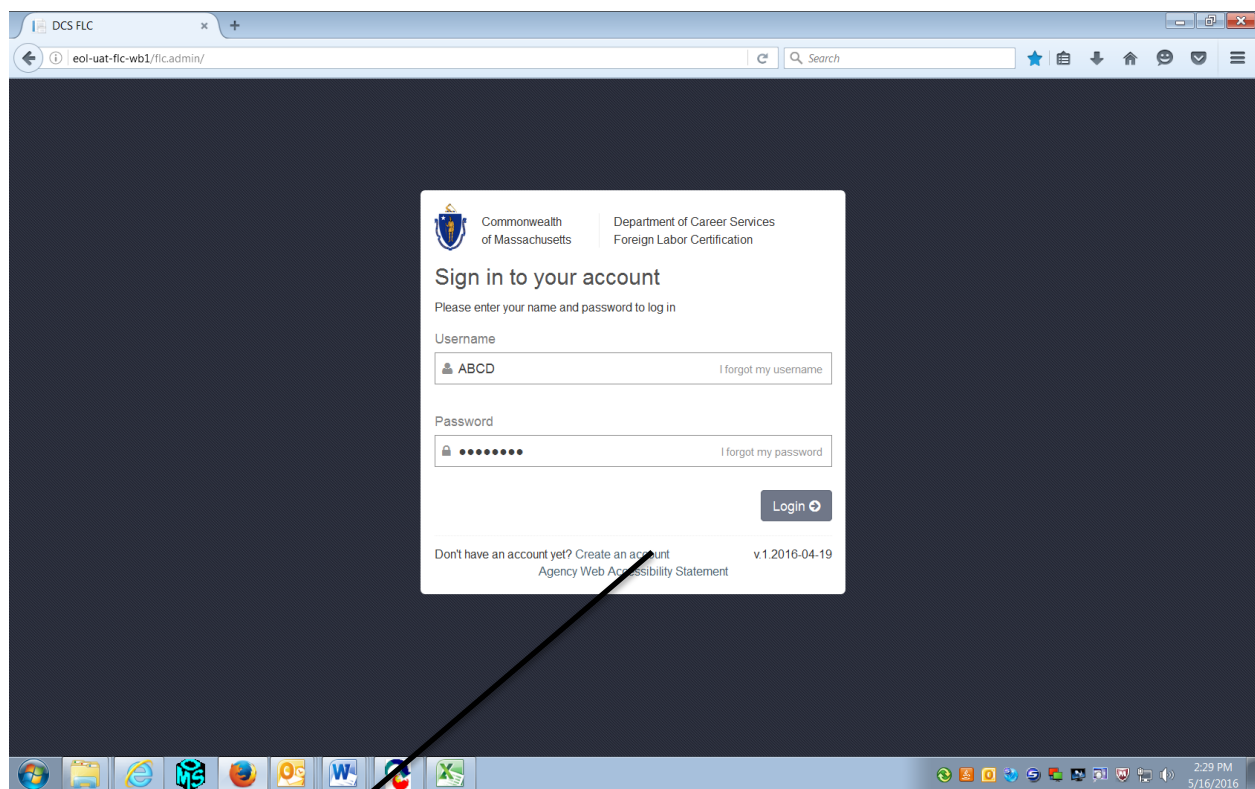 DCS FLC
eol-uat-flc-wb1/flc.admin/
Search
Commonwealth
of Massachusetts
Department of Career Services
Foreign Labor Certification
Sign in to your account
Please enter your name and password to log in
Username
ABCD I forgot my username
Password
●●●●●●●● I forgot my password
Login
Don't have an account yet? Create an account v.1.2016-04-19
Agency Web Accessibility Statement
2:29 PM
5/16/2016